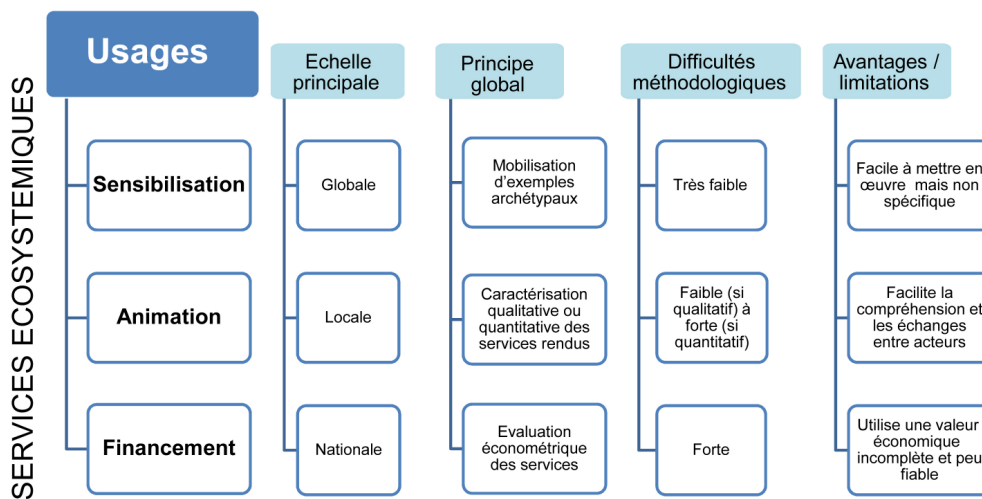 SERVICES ECOSYSTEMIQUES
Usages
Echelle
principale
Principe
global
Difficultés
méthodologiques
Avantages /
limitations
Sensibilisation
Globale
Mobilisation
d'exemples
archétypaux
Très faible
Facile à mettre en
œuvre mais non
spécifique
Animation
Locale
Caractérisation
qualitative ou
quantitative des
services rendus
Faible (si
qualitatif) à
forte (si
quantitatif)
Facilite la
compréhension et
les échanges
entre acteurs
Financement
Nationale
Evaluation
économétrique
des services
Forte
Utilise une valeur
économique
incomplète et peu
fiable